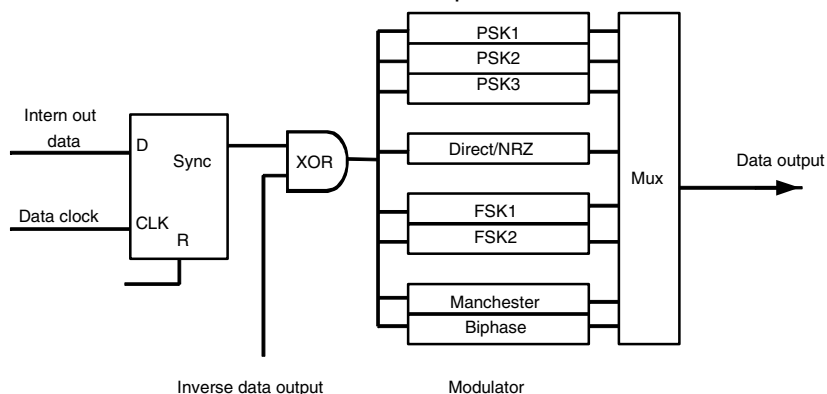 PSK1
PSK2
PSK3
Intern out
data
D
Sync
XOR
Direct/NRZ
Mux
Data output
Data clock
CLK
R
FSK1
FSK2
Manchester
Biphase
Inverse data output
Modulator